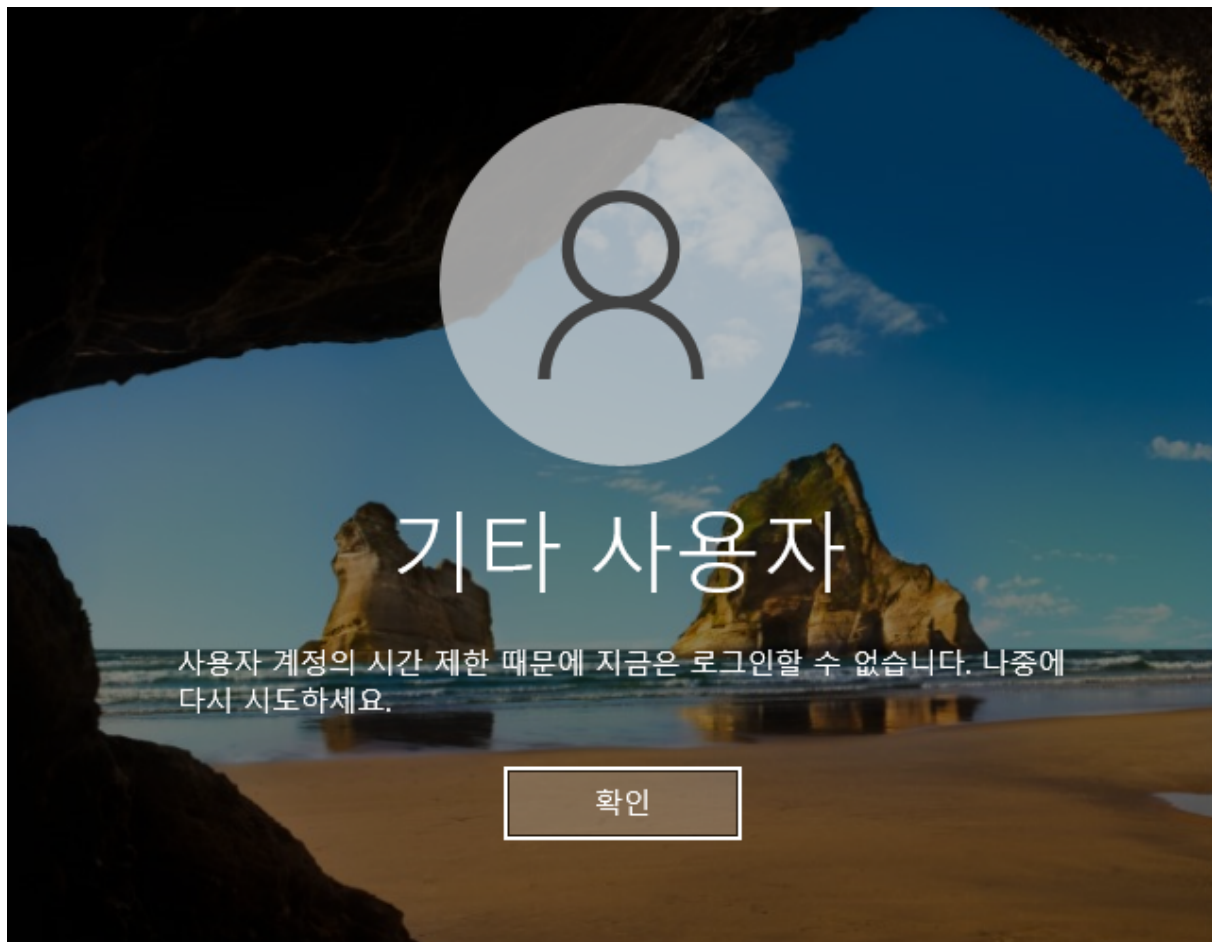 기타 사용자
사용자 계정의 시간 제한 때문에 지금은 로그인할 수 없습니다. 나중에
다시 시도하세요.
확인